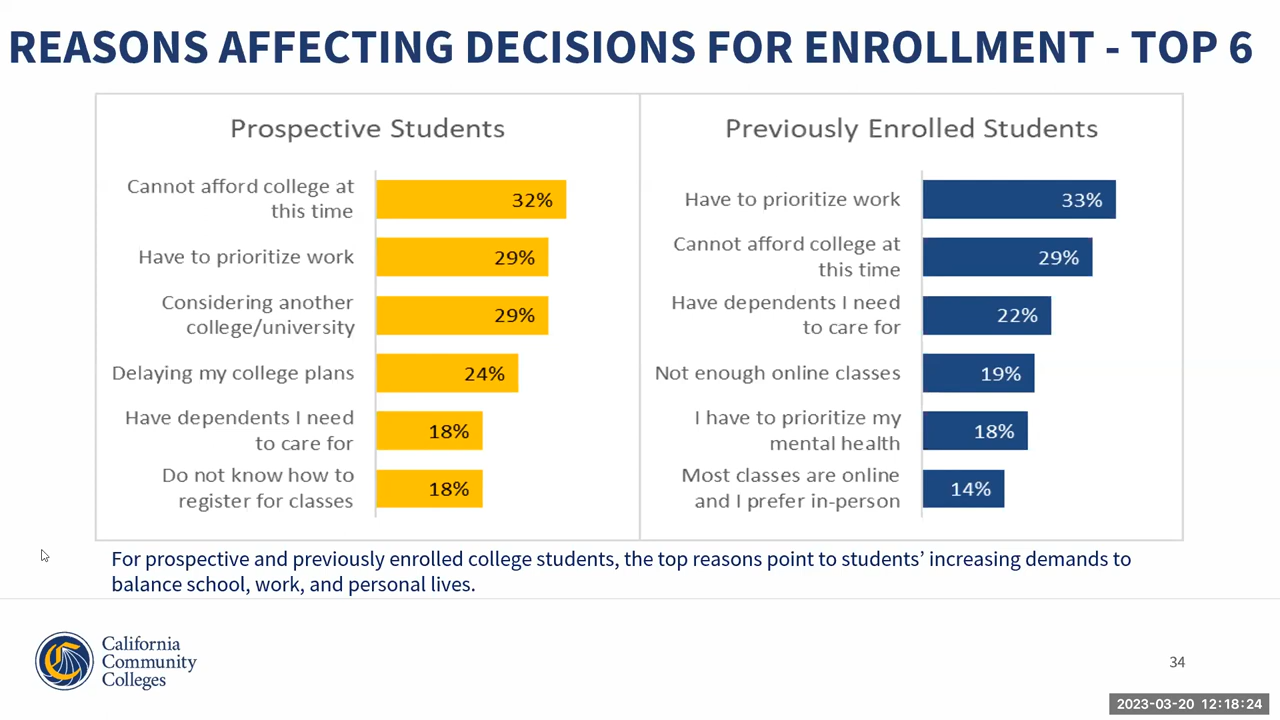 REASONS AFFECTING DECISIONS FOR ENROLLMENT - TOP 6
Prospective Students
Cannot afford college at
this time
32%
Have to prioritize work
29%
Considering another
college/university
29%
Delaying my college plans
24%
Have dependents I need
to care for
18%
Do not know how to
register for classes
18%
Previously Enrolled Students
Have to prioritize work
33%
Cannot afford college at
this time
29%
Have dependents I need
to care for
22%
Not enough online classes
19%
I have to prioritize my
mental health
18%
Most classes are online
and I prefer in-person
14%
For prospective and previously enrolled college students, the top reasons point to students’ increasing demands to
balance school, work, and personal lives.
California
Community
Colleges
34
2023-03-20 12:18:24